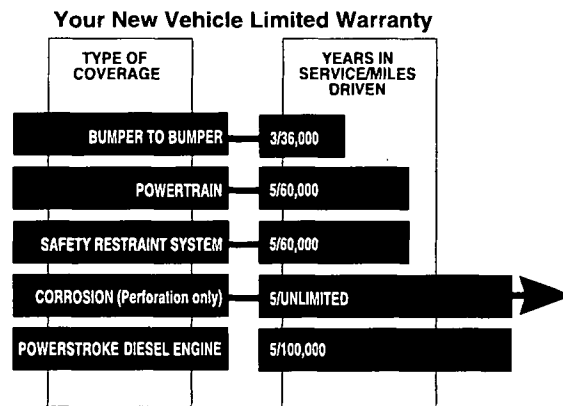 Your New Vehicle Limited Warranty
TYPE OF
COVERAGE
YEARS IN
SERVICE/MILES
DRIVEN
BUMPER TO BUMPER 3/36,000
POWERTRAIN 5/60,000
SAFETY RESTRAINT SYSTEM 5/60,000
CORROSION (Perforation only) 5/UNLIMITED
POWERSTROKE DIESEL ENGINE 5/100,000